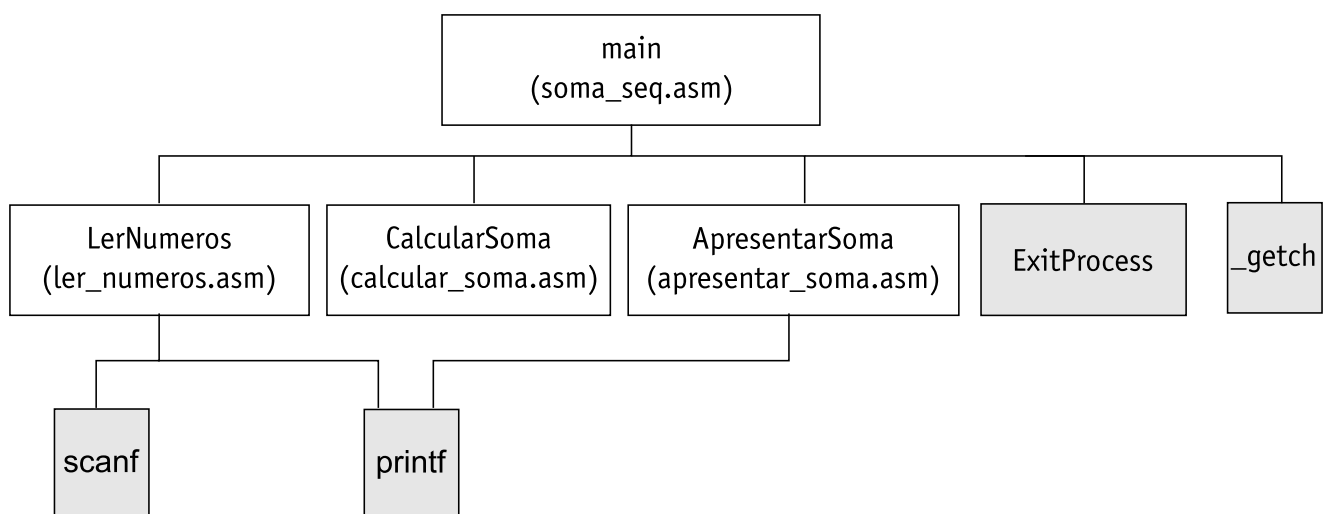 main
(soma_seq.asm)
LerNumeros
(ler_numeros.asm)
CalcularSoma
(calcular_soma.asm)
ApresentarSoma
(apresentar_soma.asm)
ExitProcess
_getch
scanf
printf